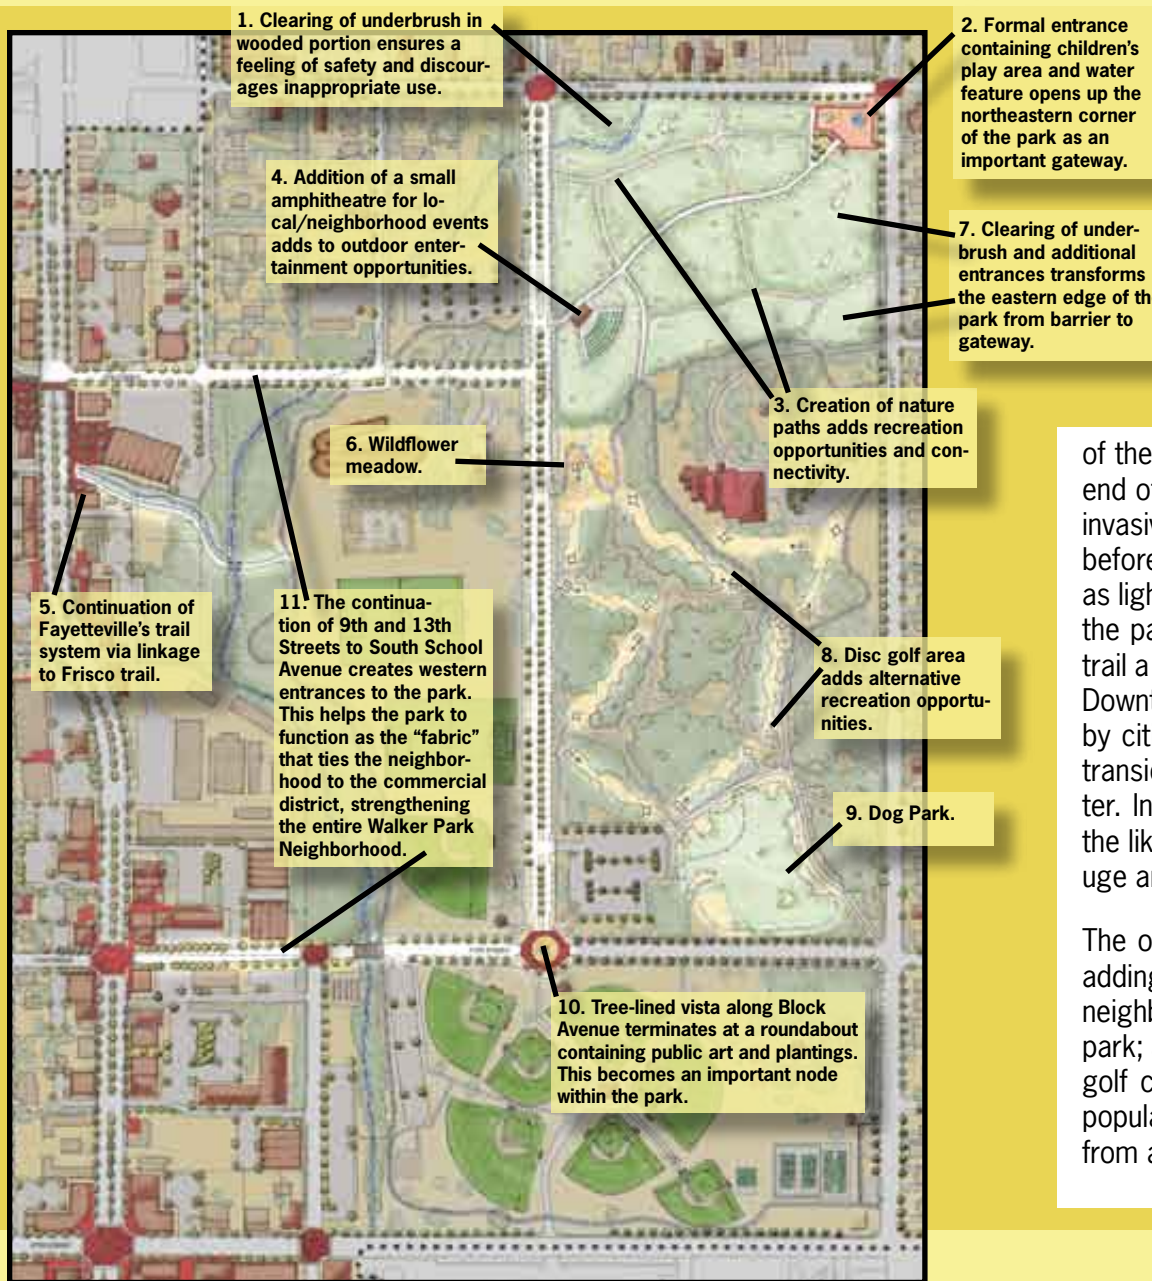 1. Clearing of underbrush in
wooded portion ensures a
feeling of safety and discour-
ages inappropriate use.
2. Formal entrance
containing children's
play area and water
feature opens up the
northeastern corner
of the park as an
important gateway.
4. Addition of a small
amphitheatre for lo-
cal/neighborhood events
adds to outdoor enter-
tainment opportunities.
7. Clearing of under-
brush and additional
entrances transforms
the eastern edge of th
park from barrier to
gateway.
3. Creation of nature
paths adds recreation
opportunities and con-
nectivity.
6. Wildflower
meadow.
5. Continuation of
Fayetteville's trail
system via linkage
to Frisco trail.
11. The continua-
tion of 9th and 13th
Streets to South School
Avenue creates western
entrances to the park.
This helps the park to
function as the “fabric”
that ties the neighbor-
hood to the commercial
district, strengthening
the entire Walker Park
Neighborhood.
8. Disc golf area
adds alternative
recreation opportu-
nities.
9. Dog Park.
10. Tree-lined vista along Block
Avenue terminates at a roundabout
containing public art and plantings.
This becomes an important node
within the park.
of the
end of
invasiv
before
as ligh
the pa
trail a
Downt
by cit
transic
ter. In
the lik
uge ar
The o
adding
neighb
park;
golf c
popula
from a